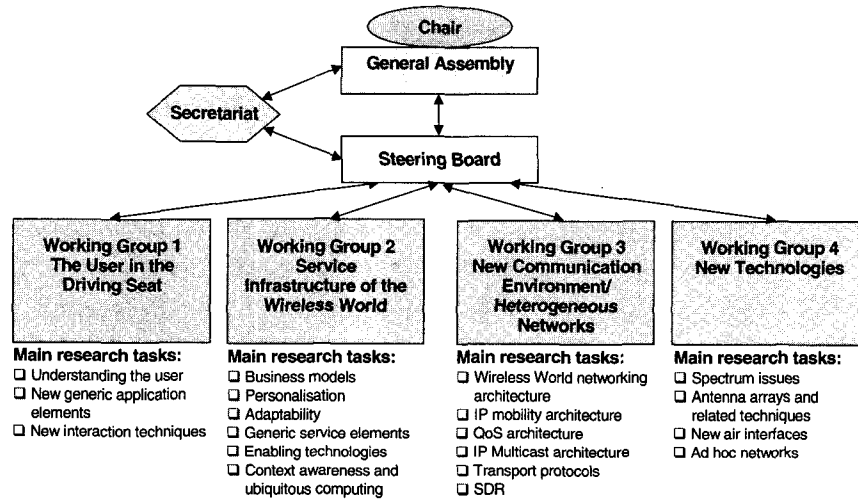 Chair
General Assembly
Secretariat
Steering Board
Working Group 1
The User in the
Driving Seat
Working Group 2
Service
Infrastructure of the
Wireless World
Working Group 3
New Communication
Environment/
Heterogeneous
Networks
Working Group 4
New Technologies
Main research tasks:
❑ Understanding the user
❑ New generic application
elements
❑ New interaction techniques
Main research tasks:
❑ Business models
❑ Personalisation
❑ Adaptability
❑ Generic service elements
❑ Enabling technologies
❑ Context awareness and
ubiquitous computing
Main research tasks:
❑ Wireless World networking
architecture
❑ IP mobility architecture
❑ QoS architecture
❑ IP Multicast architecture
❑ Transport protocols
❑ SDR
Main research tasks:
❑ Spectrum issues
❑ Antenna arrays and
related techniques
❑ New air interfaces
❑ Ad hoc networks